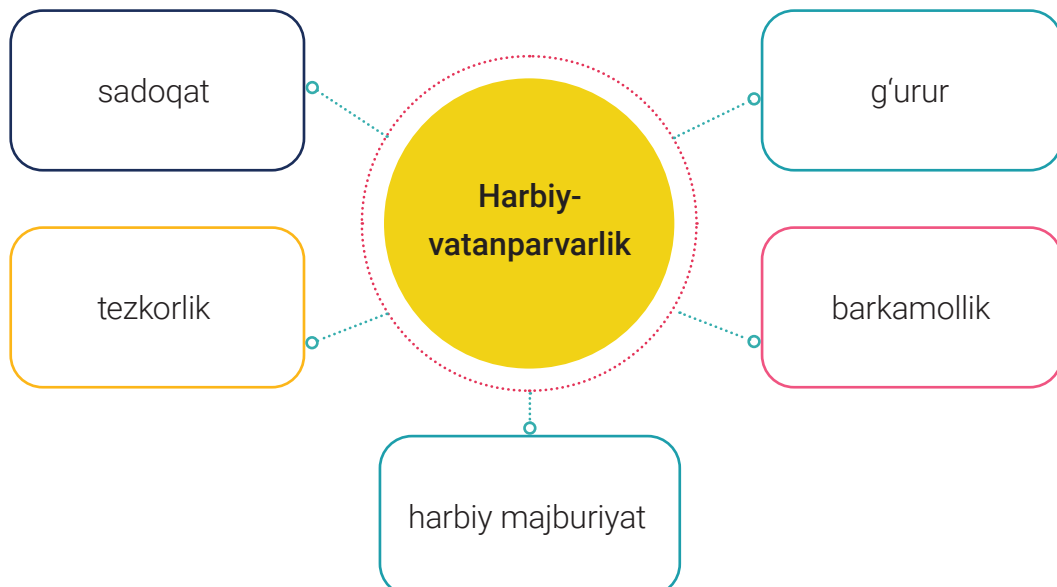 sadoqat
g‘urur
Harbiy-
vatanparvarlik
tezkorlik
barkamollik
harbiy majburiyat